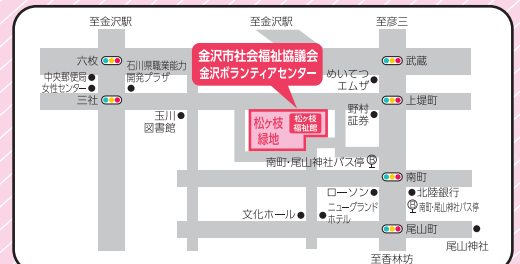 至金沢駅
至金沢駅
至彦三
六枚
石川県職業能力
開発プラザ
中央郵便局
女性センター
三社
金沢市社会福祉協議会
金沢ボランティアセンター
武蔵
めいてつ
エムザ
上堤町
玉川
図書館
松ヶ枝
緑地
松ヶ枝
福祉館
野村
証券
南町・尾山神社バス停
南町
ローソン
北陸銀行
文化ホール
ニューグランド
ホテル
南町・尾山神社バス停
尾山町
尾山神社
至香林坊